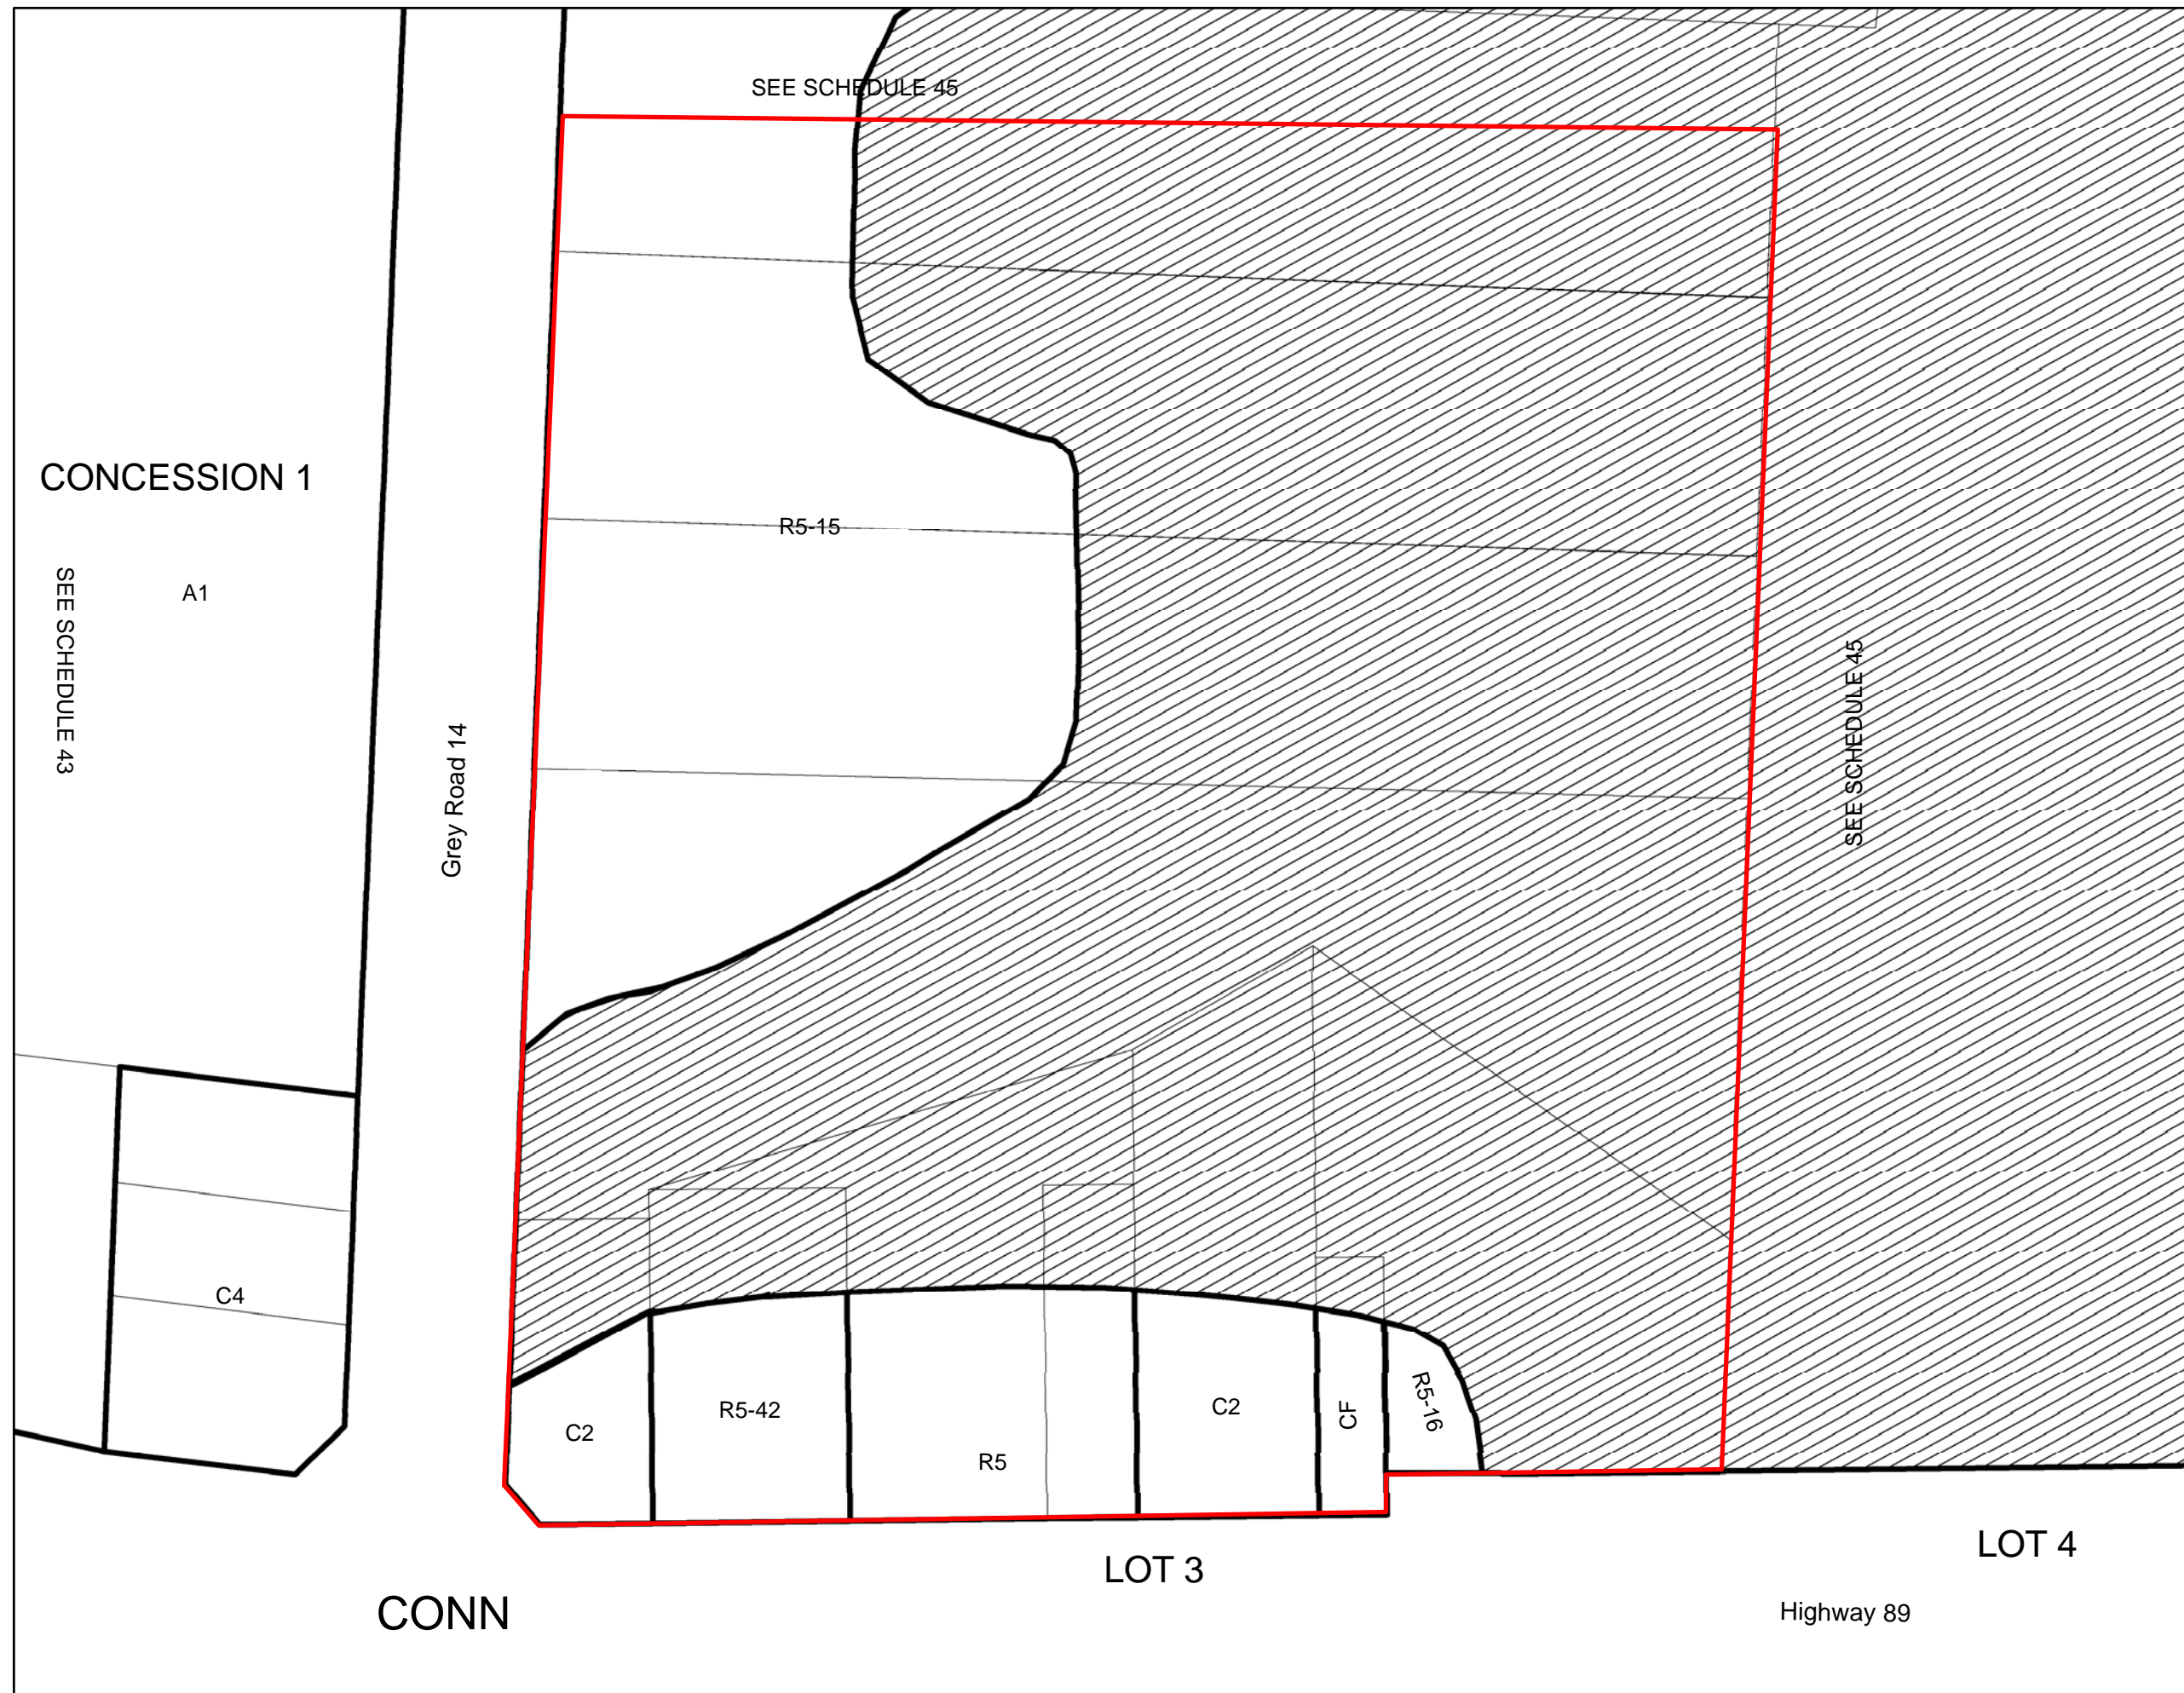 SEE SCHEDULE 45
CONCESSION 1
R5-15
SEE SCHEDULE 43
A1
SEE SCHEDULE 45
Grey Road 14
C4
C2
R5-42
R5
C2
CF
R5-16
LOT 3
LOT 4
CONN
Highway 89